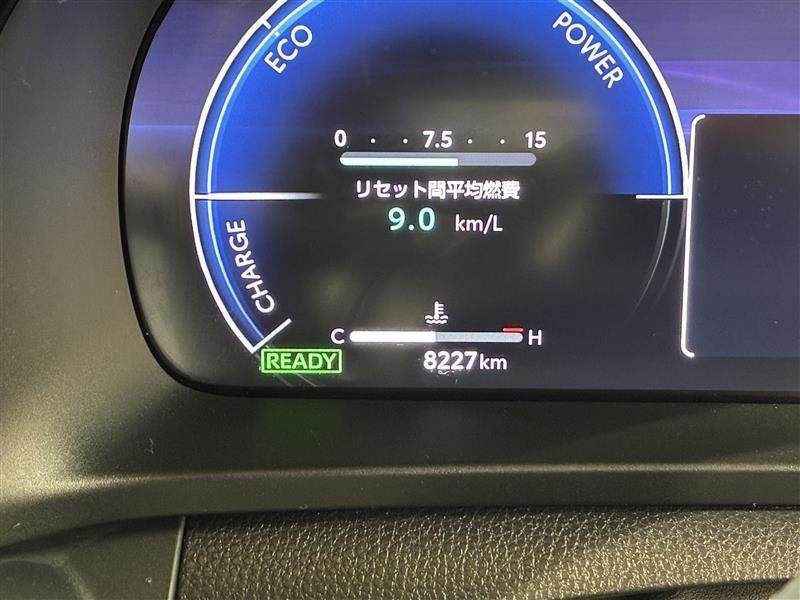 ECO
POWER
0 · · 7.5 · · 15
リセット間平均燃費
9.0 km/L
CHARGE
C H
READY
8227km